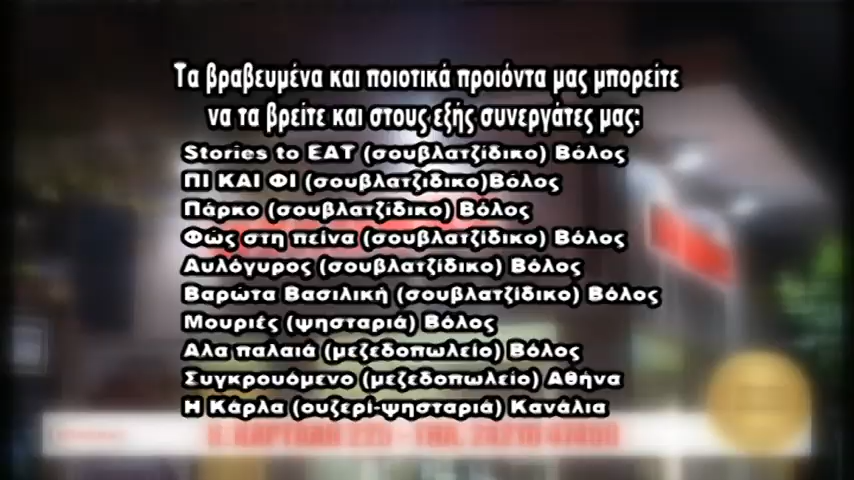 Τα βραβευμένα και ποιοτικά προιόντα μας μπορείτε
να τα βρείτε και στους εξής συνεργάτες μας:
Stories to EAT (σουβλατζίδικο) Βόλος
ΠΙ ΚΑΙ ΦΙ (σουβλατζίδικο)Βόλος
Πάρκο (σουβλατζίδικο) Βόλος
Φώς στη πείνα (σουβλατζίδικο) Βόλος
Αυλόγυρος (σουβλατζίδικο) Βόλος
Βαρώτα Βασιλική (σουβλατζίδικο) Βόλος
Μουριές (ψησταριά) Βόλος
Αλα παλαιά (μεζεδοπωλείο) Βόλος
Συγκρουόμενο (μεζεδοπωλείο) Αθήνα
Η Κάρλα (ουζερί-ψησταριά) Κανάλια